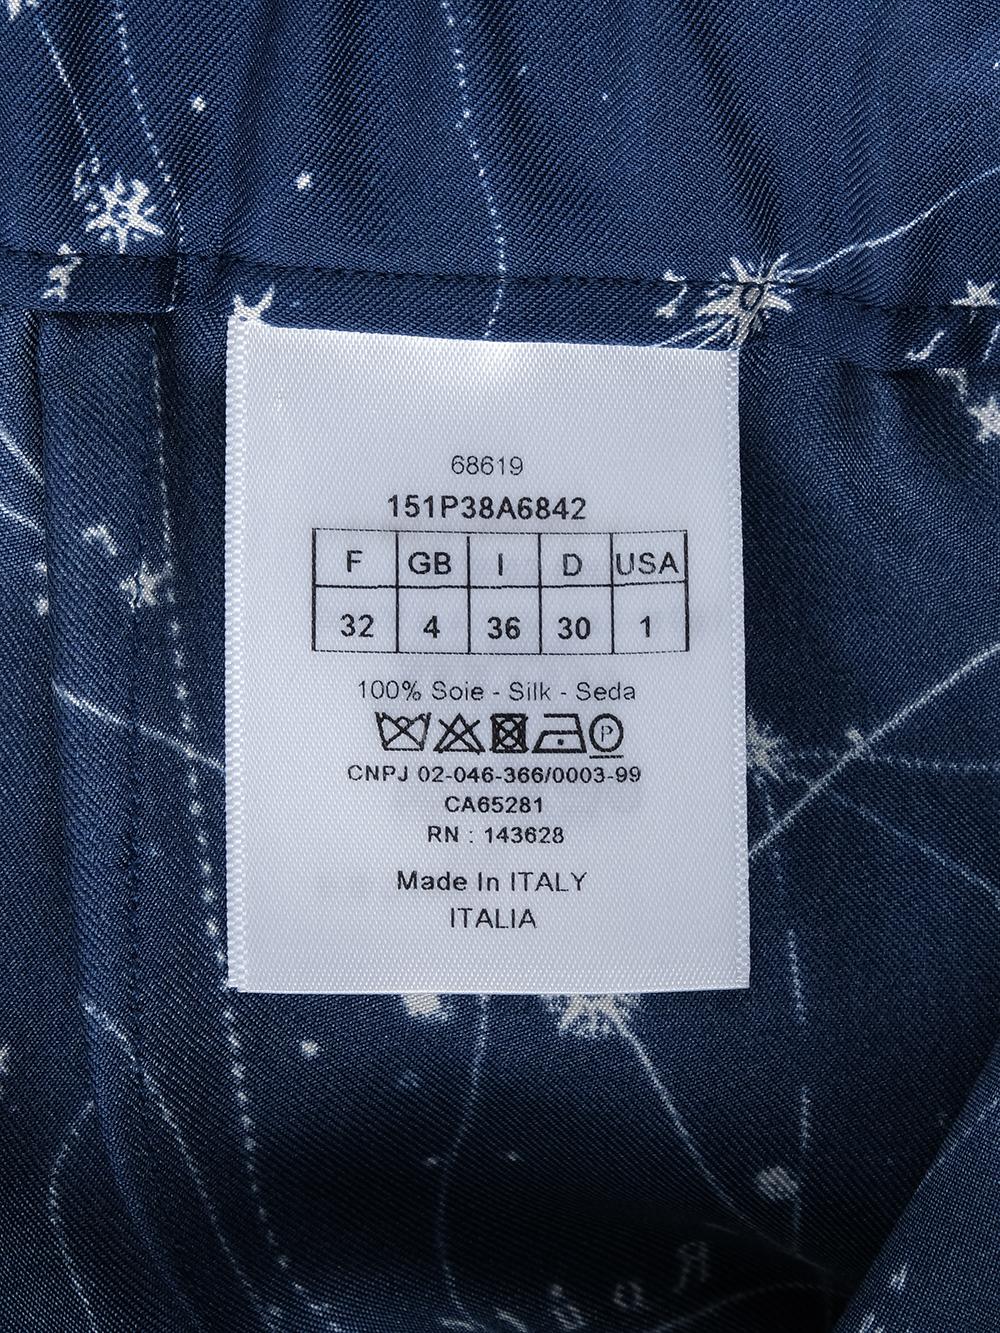 68619
151P38A6842
F GB I D USA
32 4 36 30 1
100% Soie - Silk - Seda
P
CNPJ 02-046-366/0003-99
CA65281
RN : 143628
Made In ITALY
ITALIA